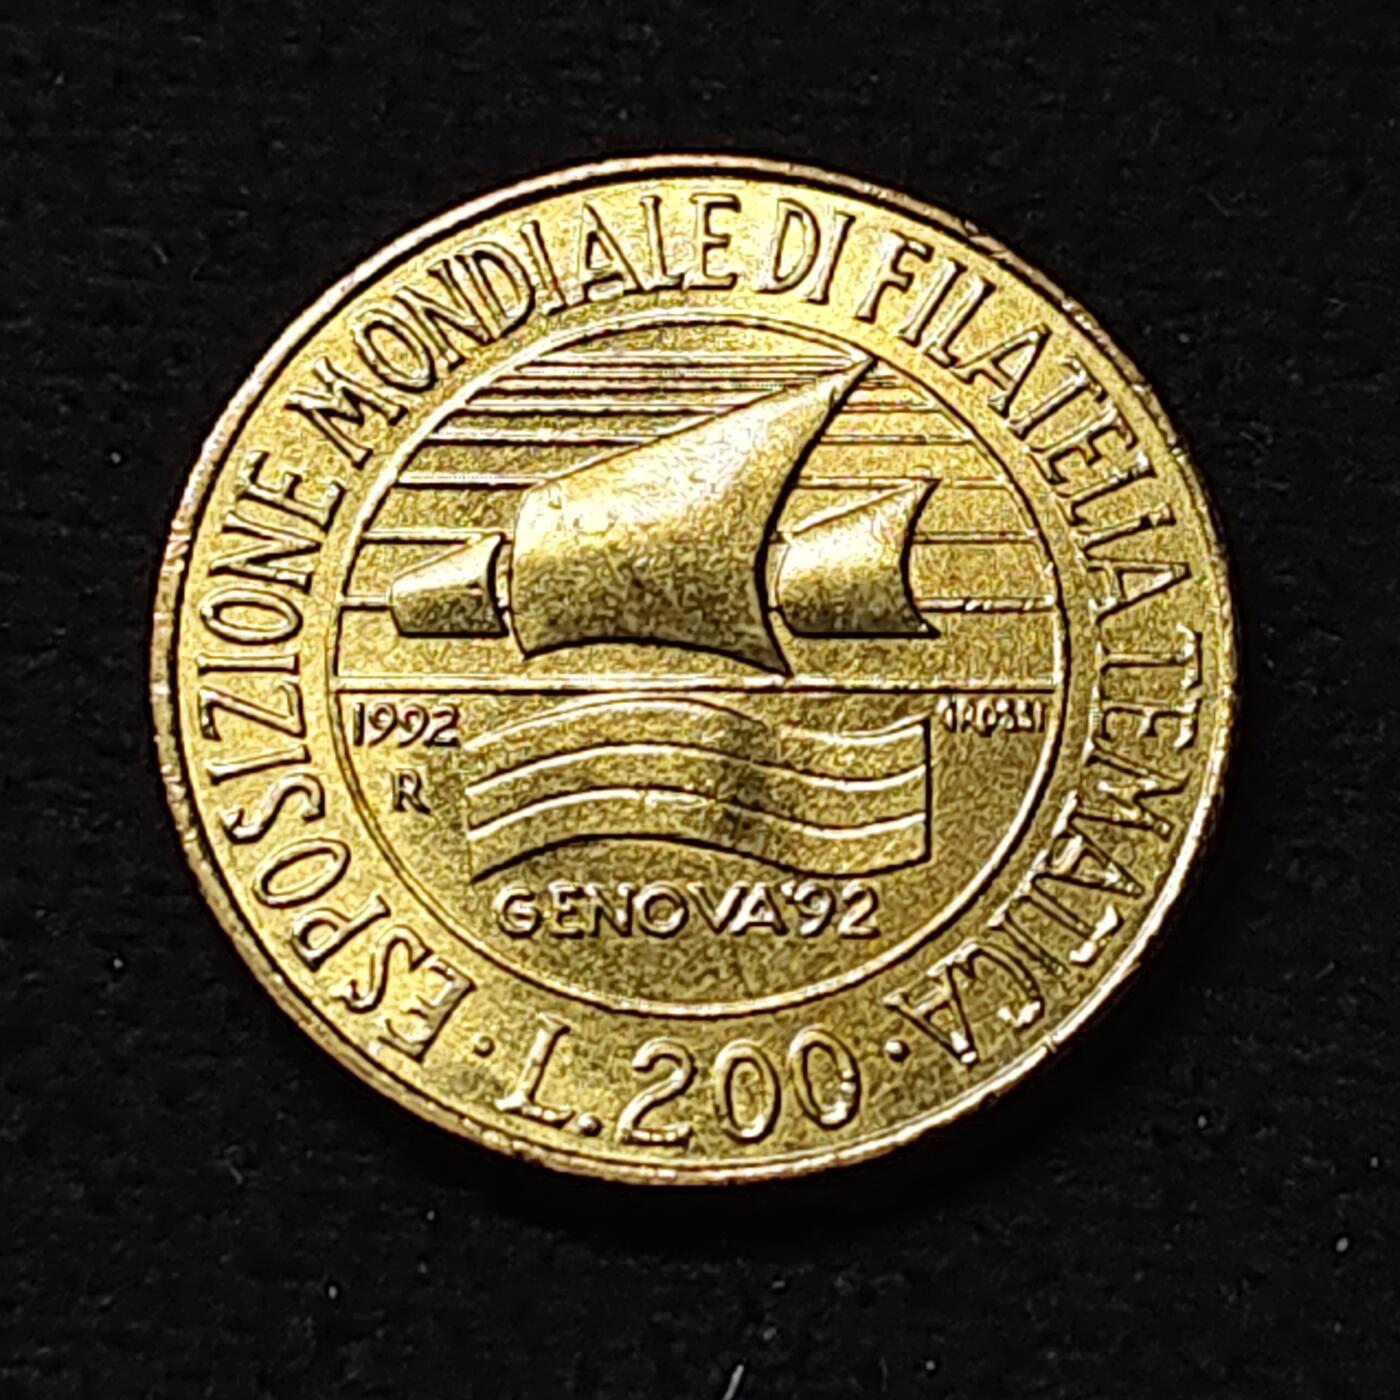 ESPOSIZIONE MONDIALE DI FILATELIA TEMATICA
1992
R
GENOVA'92
· L.200 ·